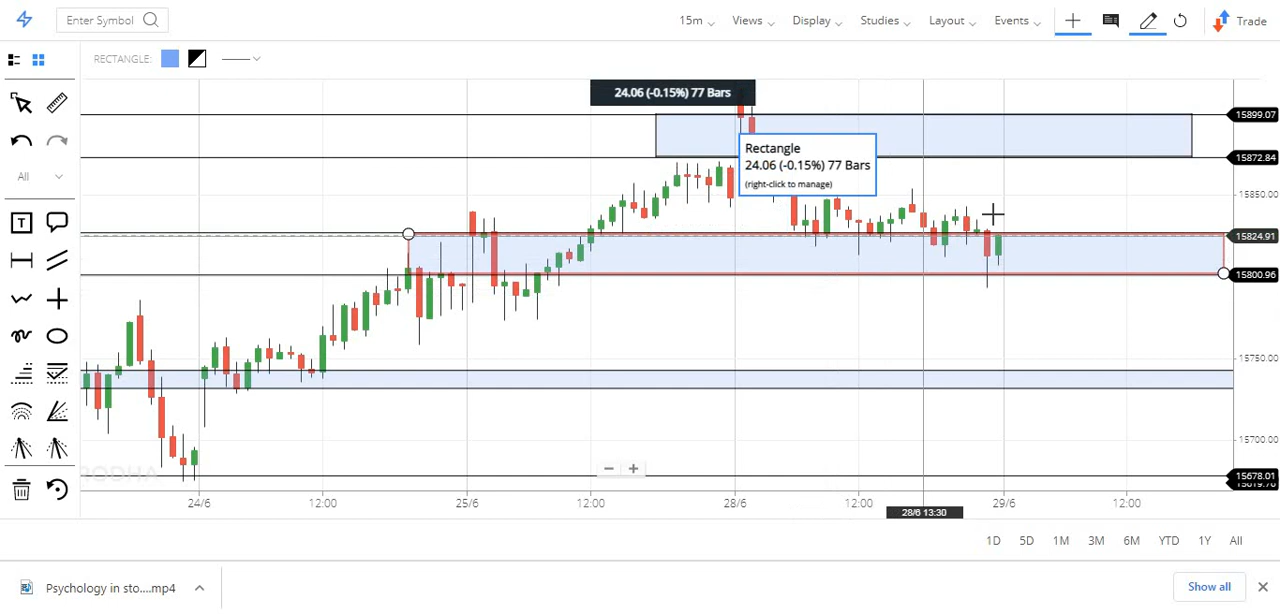 Enter Symbol
15m Views Display Studies Layout Events Trade
RECTANGLE:
24.06 (-0.15%) 77 Bars
Rectangle
24.06 (-0.15%) 77 Bars
(right-click to manage)
All
T
15899.07
15872.84
15850.00
15824.91
15800.96
15750.00
15700.00
15678.01
24/6 12:00 25/6 12:00 28/6 12:00 29/6 12:00
28/6 13:30
1D 5D 1M 3M 6M YTD 1Y All
Psychology in sto....mp4
Show all